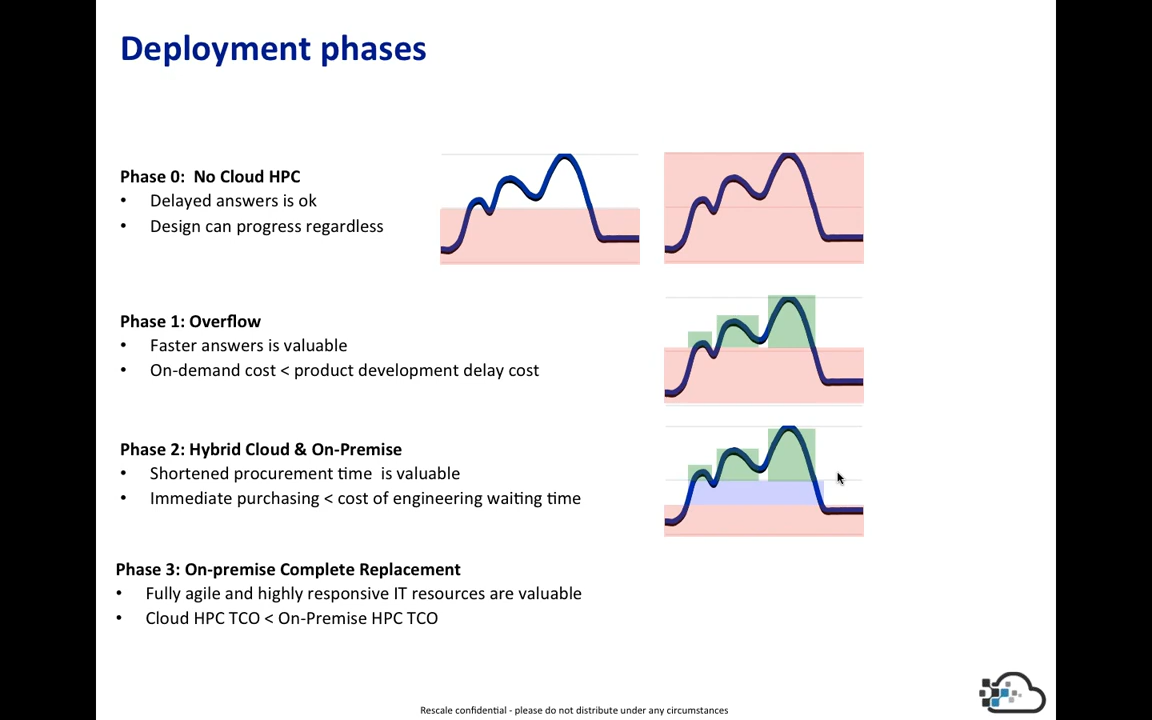 Deployment phases
Phase 0:  No Cloud HPC
• Delayed answers is ok
• Design can progress regardless
Phase 1: Overflow
• Faster answers is valuable
• On-demand cost < product development delay cost
Phase 2: Hybrid Cloud & On-Premise
• Shortened procurement time  is valuable
• Immediate purchasing < cost of engineering waiting time
Phase 3: On-premise Complete Replacement
• Fully agile and highly responsive IT resources are valuable
• Cloud HPC TCO < On-Premise HPC TCO
Rescale confidential - please do not distribute under any circumstances